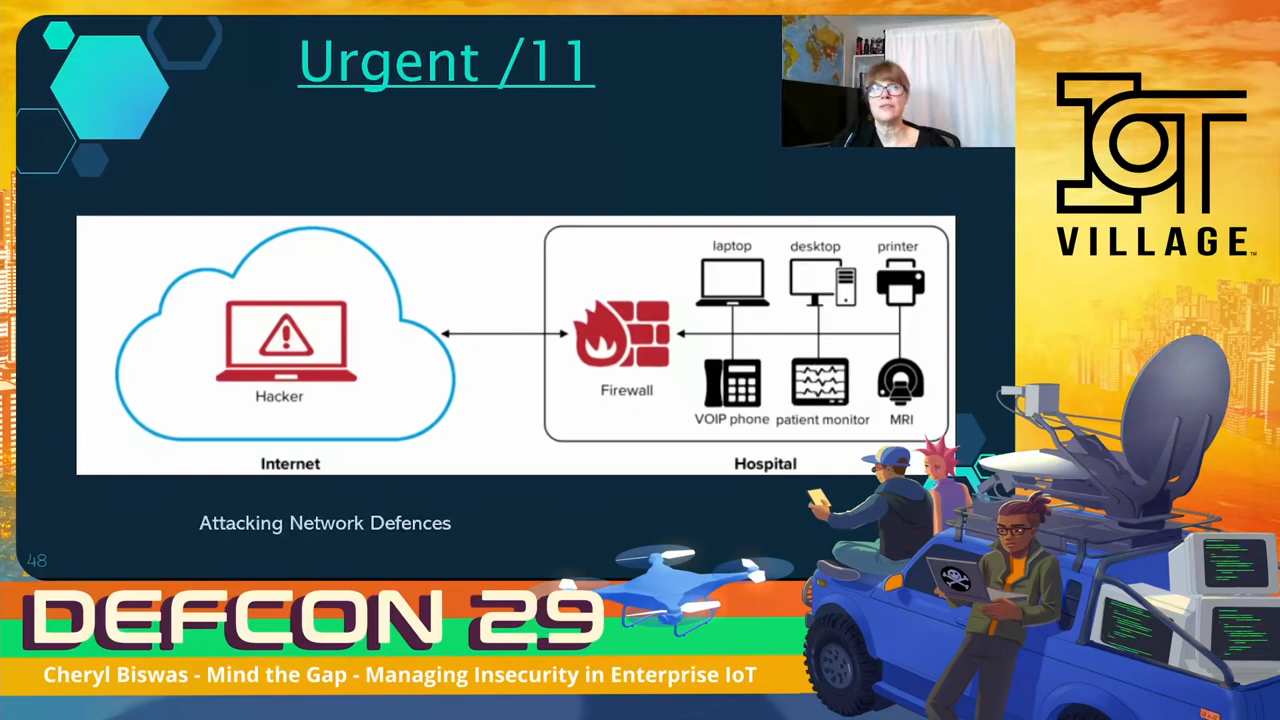 Urgent /11
IoT
VILLAGE™
laptop
desktop
printer
Hacker
Firewall
VOIP phone
patient monitor
MRI
Internet
Hospital
Attacking Network Defences
48
DEFCON 29
Cheryl Biswas - Mind the Gap - Managing Insecurity in Enterprise IoT